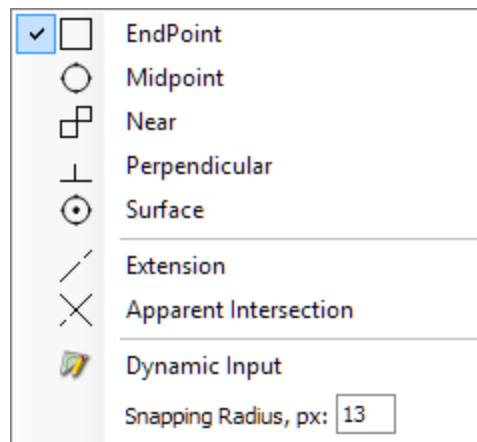 EndPoint
Midpoint
Near
Perpendicular
Surface
Extension
Apparent Intersection
Dynamic Input
Snapping Radius, px: 13